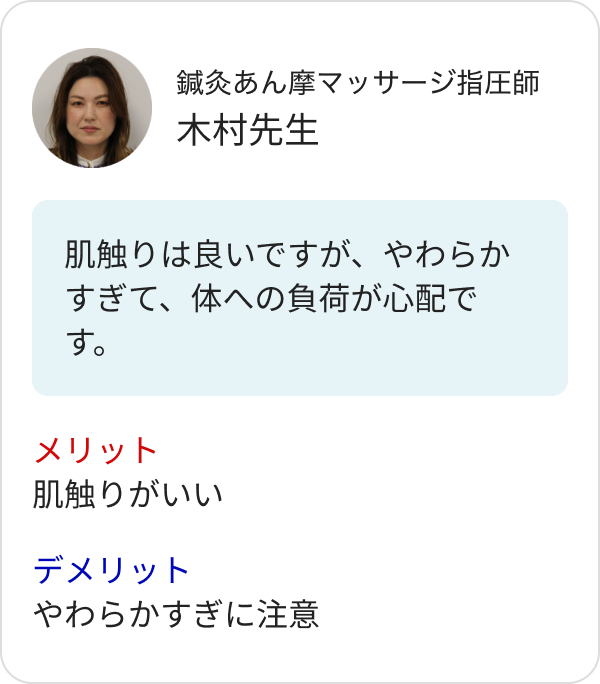 鍼灸あん摩マッサージ指圧師
木村先生
肌触りは良いですが、やわらか
すぎて、体への負荷が心配で
す。
メリット
肌触りがいい
デメリット
やわらかすぎに注意